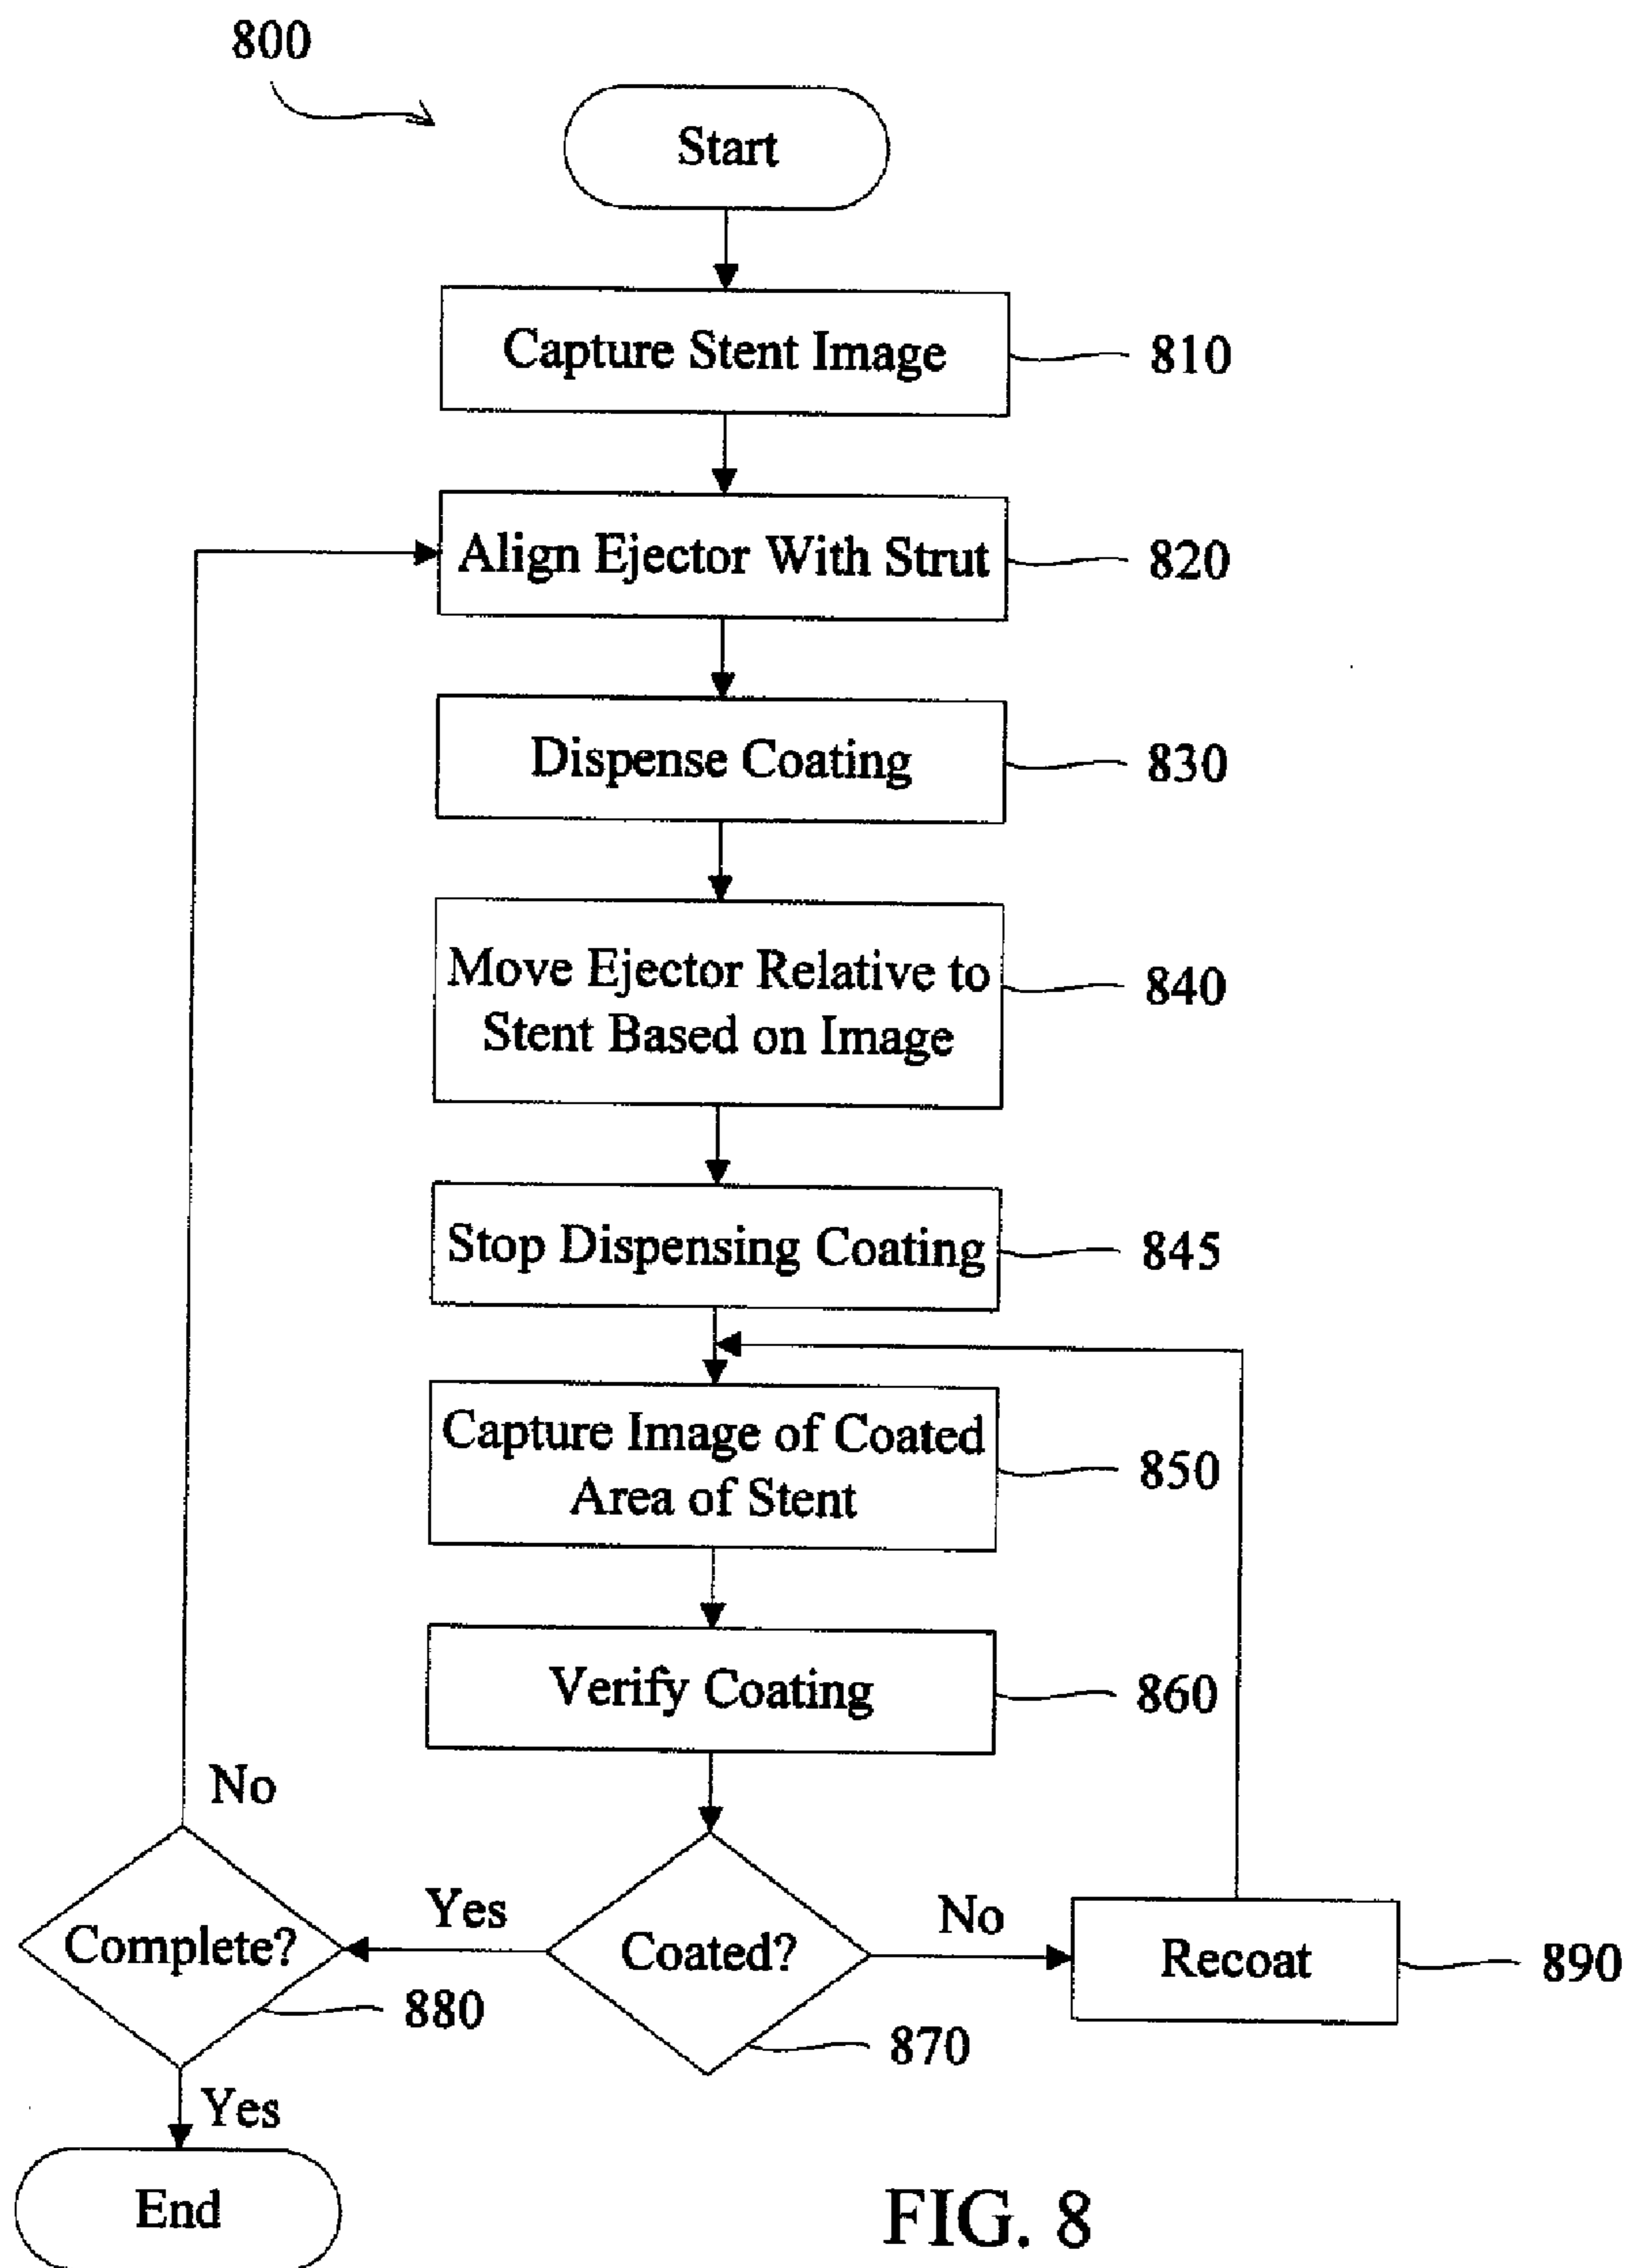 800
Start
Capture Stent Image
810
Align Ejector With Strut
820
Dispense Coating
830
Move Ejector Relative to
Stent Based on Image
840
Stop Dispensing Coating
845
Capture Image of Coated
Area of Stent
850
Verify Coating
860
No
Complete?
880
Yes
Coated?
870
No
Recoat
890
Yes
End
FIG. 8